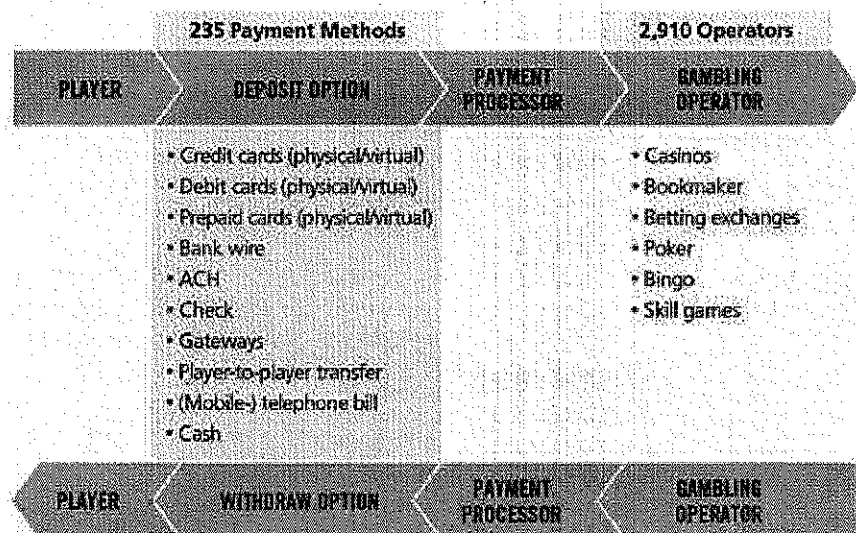 235 Payment Methods
2,910 Operators
PLAYER
DEPOSIT OPTION
PAYMENT
PROCESSOR
GAMBLING
OPERATOR
• Credit cards (physical/virtual)
• Debit cards (physical/virtual)
• Prepaid cards (physical/virtual)
• Bank wire
• ACH
• Check
• Gateways
• Player-to-player transfer
• (Mobile-) telephone bill
• Cash
• Casinos
• Bookmaker
• Betting exchanges
• Poker
• Bingo
• Skill games
PLAYER
WITHDRAW OPTION
PAYMENT
PROCESSOR
GAMBLING
OPERATOR